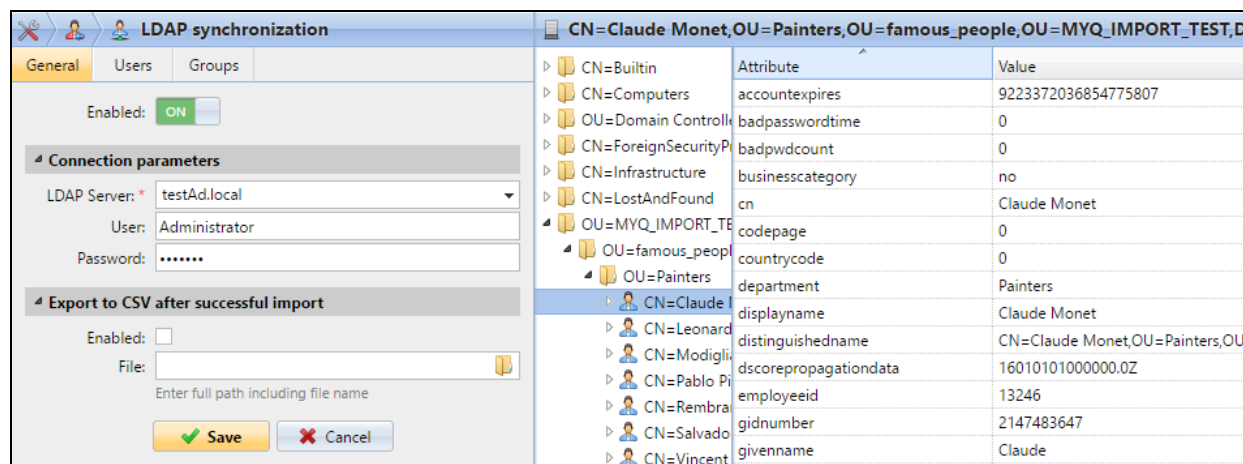 LDAP synchronization
General Users Groups
Enabled: ON
Connection parameters
LDAP Server: * testAd.local
User: Administrator
Password: •••••••
Export to CSV after successful import
Enabled:
File:
Enter full path including file name
Save Cancel
CN=Claude Monet,OU=Painters,OU=famous_people,OU=MYQ_IMPORT_TEST,D
CN=Builtin
CN=Computers
OU=Domain Controlle
CN=ForeignSecurityPr
CN=Infrastructure
CN=LostAndFound
OU=MYQ_IMPORT_TE
OU=famous_peopl
OU=Painters
CN=Claude M
CN=Leonard
CN=Modiglia
CN=Pablo Pi
CN=Rembra
CN=Salvado
CN=Vincent
Attribute Value
accountexpires 9223372036854775807
badpasswordtime 0
badpwdcount 0
businesscategory no
cn Claude Monet
codepage 0
countrycode 0
department Painters
displayname Claude Monet
distinguishedname CN=Claude Monet,OU=Painters,OU
dscorepropagationdata 16010101000000.0Z
employeeid 13246
gidnumber 2147483647
givenname Claude